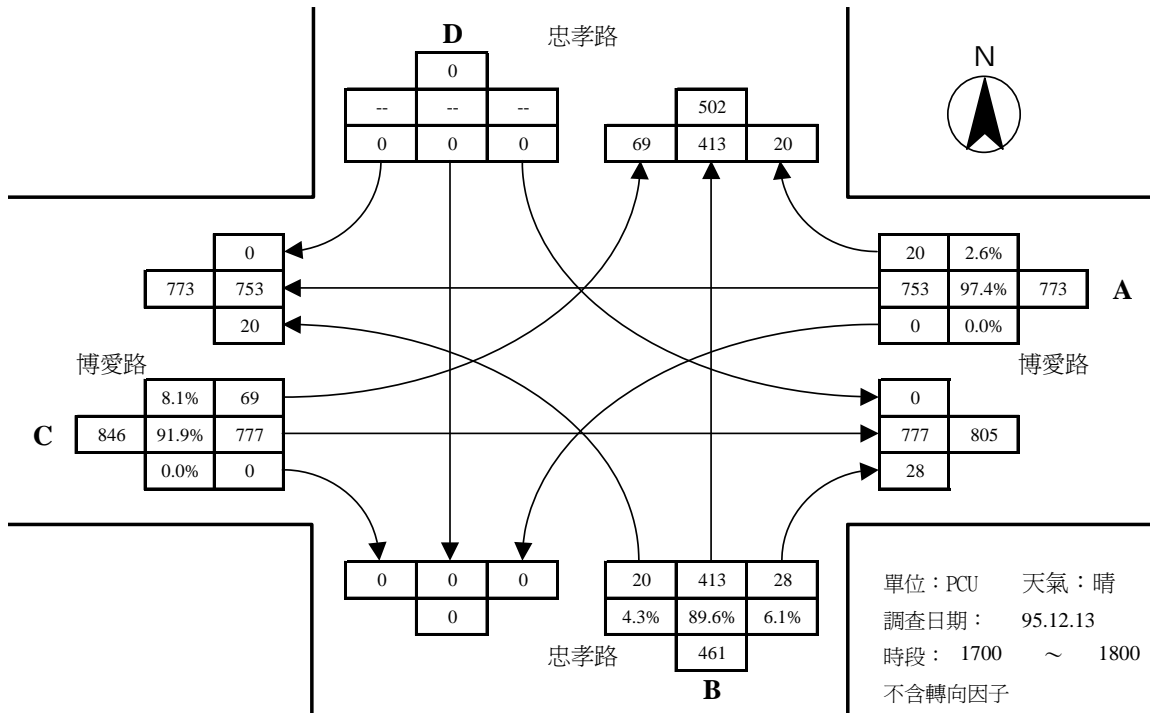 D
忠孝路
N
0
-- -- --
0 0 0
502
69 413 20
0
773 753
20
20 2.6%
753 97.4% 773
0 0.0%
A
博愛路
博愛路
8.1% 69
C
846 91.9% 777
0.0% 0
0
777 805
28
0 0 0
0
20 413 28
4.3% 89.6% 6.1%
461
忠孝路
B
單位：PCU 天氣：晴
調查日期： 95.12.13
時段： 1700 ～ 1800
不含轉向因子